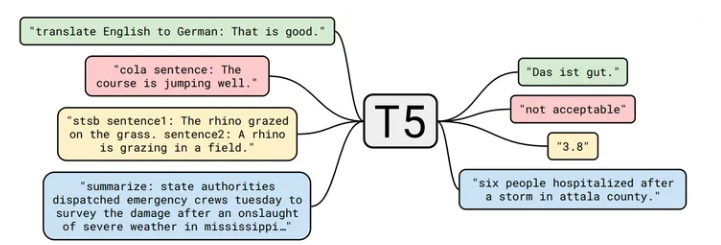 "translate English to German: That is good."
"cola sentence: The
course is jumping well."
"stsb sentence1: The rhino grazed
on the grass. sentence2: A rhino
is grazing in a field."
"summarize: state authorities
dispatched emergency crews tuesday to
survey the damage after an onslaught
of severe weather in mississippi…"
T5
"Das ist gut."
"not acceptable"
"3.8"
"six people hospitalized after
a storm in attala county."